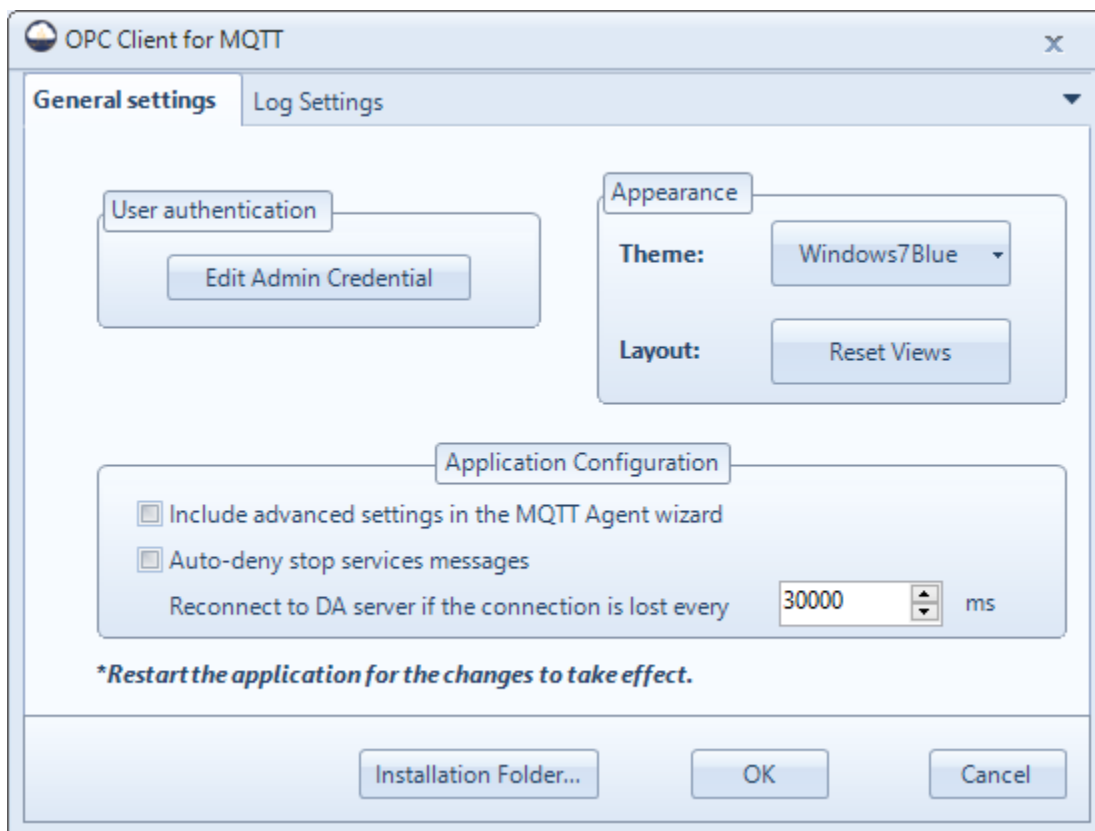 OPC Client for MQTT
General settings
Log Settings
User authentication
Edit Admin Credential
Appearance
Theme:
Windows7Blue
Layout:
Reset Views
Application Configuration
Include advanced settings in the MQTT Agent wizard
Auto-deny stop services messages
Reconnect to DA server if the connection is lost every 30000 ms
*Restart the application for the changes to take effect.
Installation Folder...
OK
Cancel